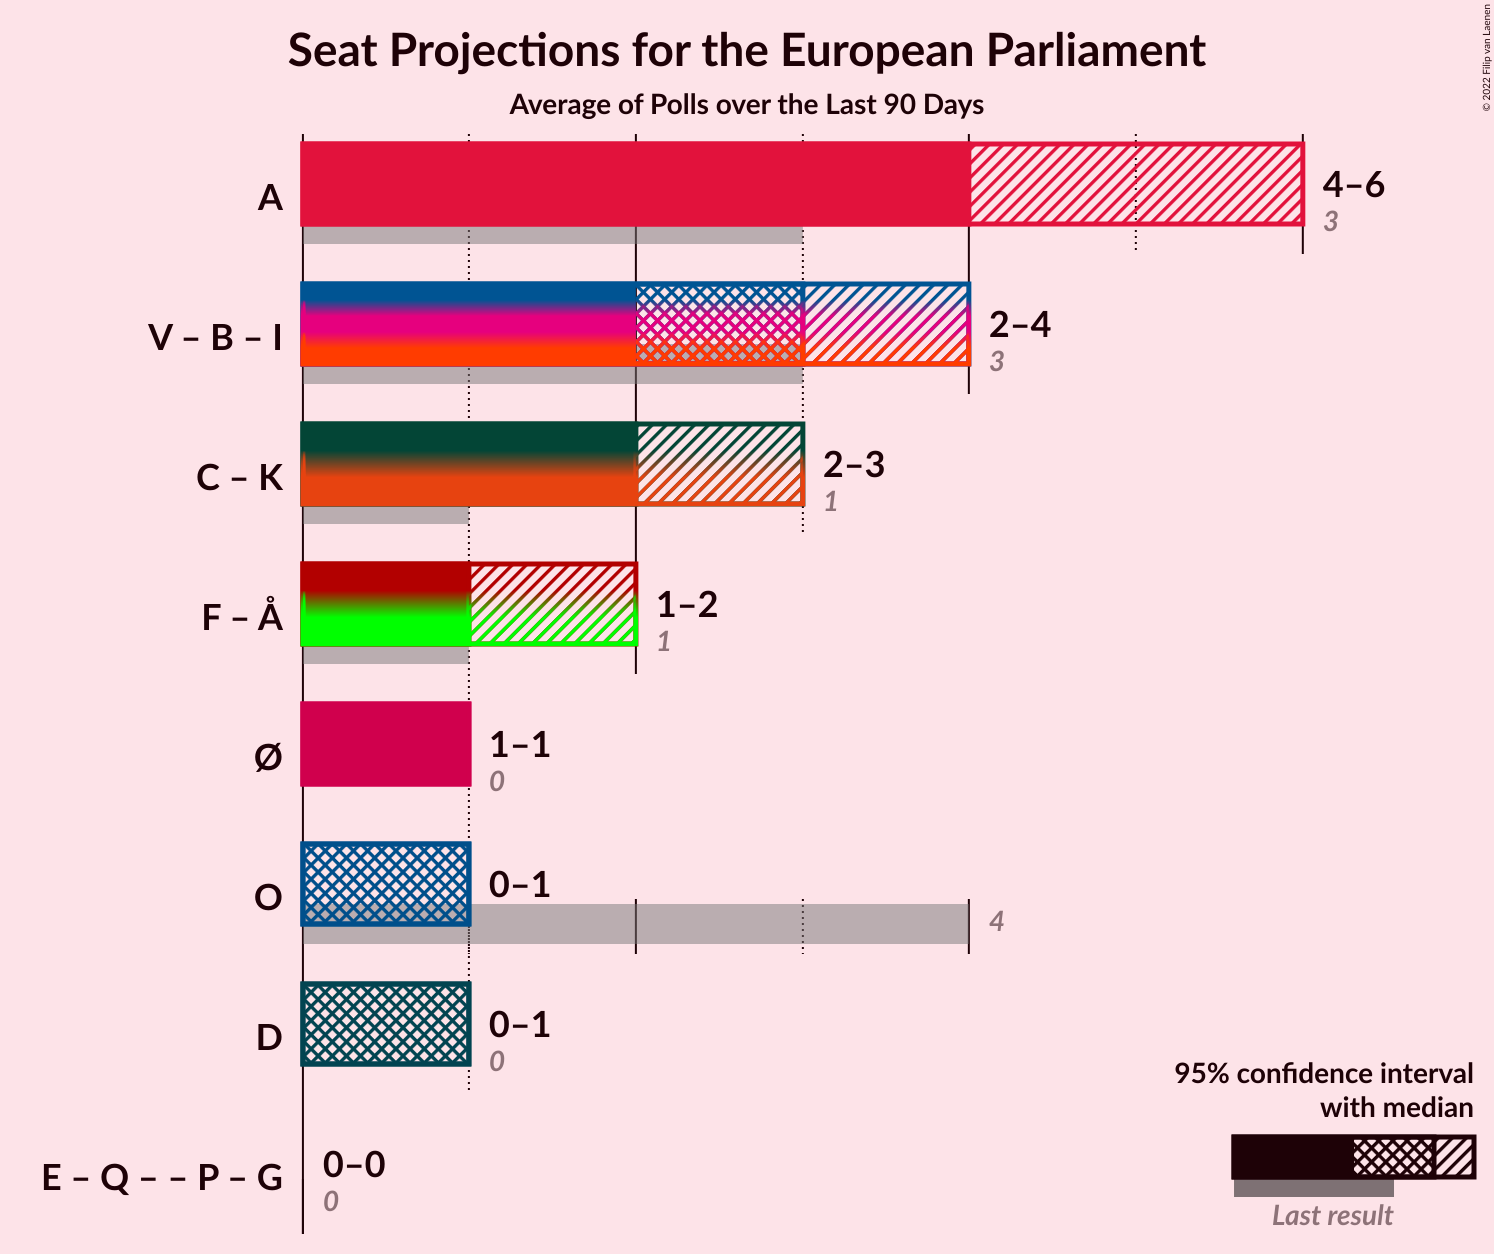 Seat Projections for the European Parliament
Average of Polls over the Last 90 Days
© 2022 Filip van Laenen
A
4–6
3
V – B – I
2–4
3
C – K
2–3
1
F – Å
1–2
1
Ø
1–1
0
O
0–1
4
D
0–1
0
E – Q – – P – G
0–0
0
95% confidence interval
with median
Last result